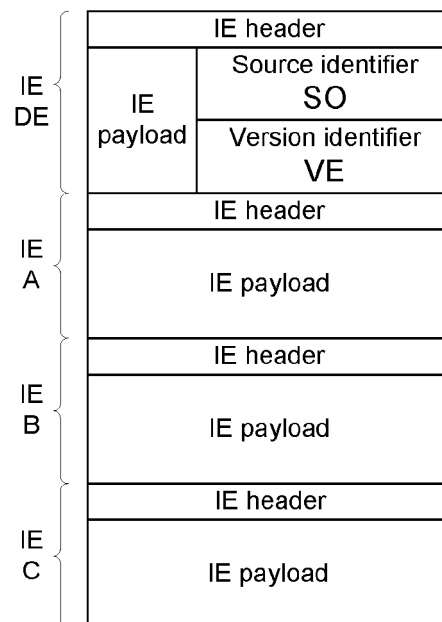 IE header
IE
DE
IE
payload
Source identifier
SO
Version identifier
VE
IE header
IE
A
IE payload
IE header
IE
B
IE payload
IE header
IE
C
IE payload